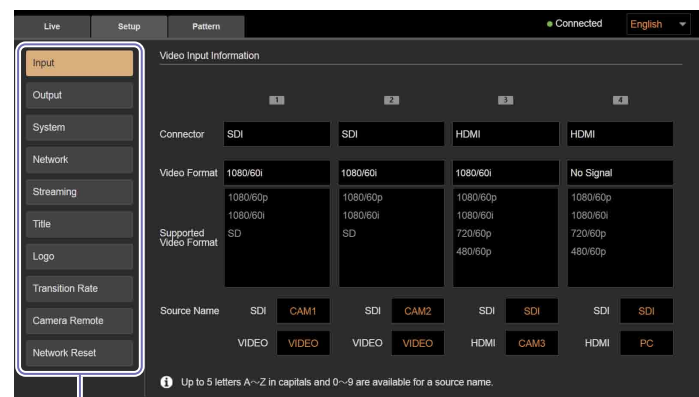 Live Setup Pattern Connected English
Input
Output
System
Network
Streaming
Title
Logo
Transition Rate
Camera Remote
Network Reset
Video Input Information
1 2 3 4
Connector SDI SDI HDMI HDMI
Video Format 1080/60i 1080/60i 1080/60i No Signal
Supported
Video Format
1080/60p 1080/60p 1080/60p 1080/60p
1080/60i 1080/60i 1080/60i 1080/60i
SD SD 720/60p 720/60p
480/60p 480/60p
Source Name SDI CAM1 SDI CAM2 SDI SDI SDI SDI
VIDEO VIDEO VIDEO VIDEO HDMI CAM3 HDMI PC
Up to 5 letters A～Z in capitals and 0～9 are available for a source name.